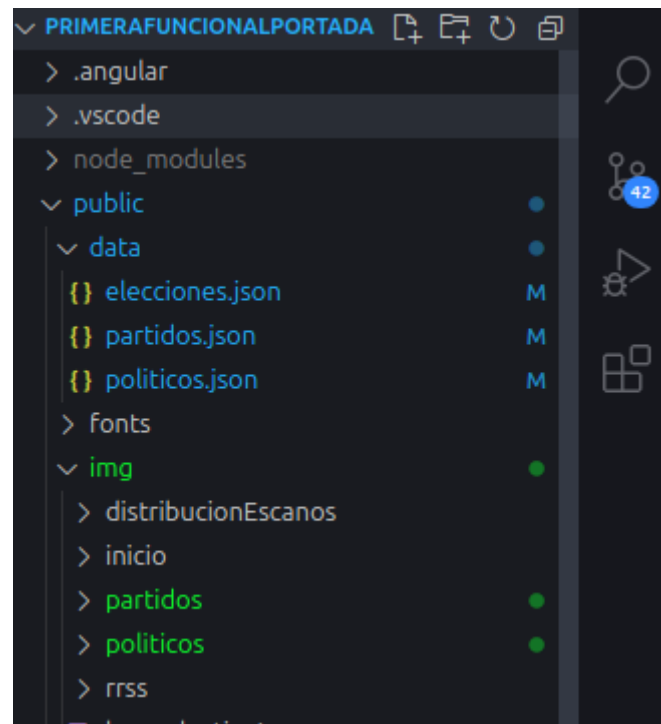 PRIMERAFUNCIONALPORTADA
.angular
.vscode
node_modules
public
data
{} elecciones.json M
{} partidos.json M
{} politicos.json M
fonts
img
distribucionEscanos
inicio
partidos
politicos
rrss
42